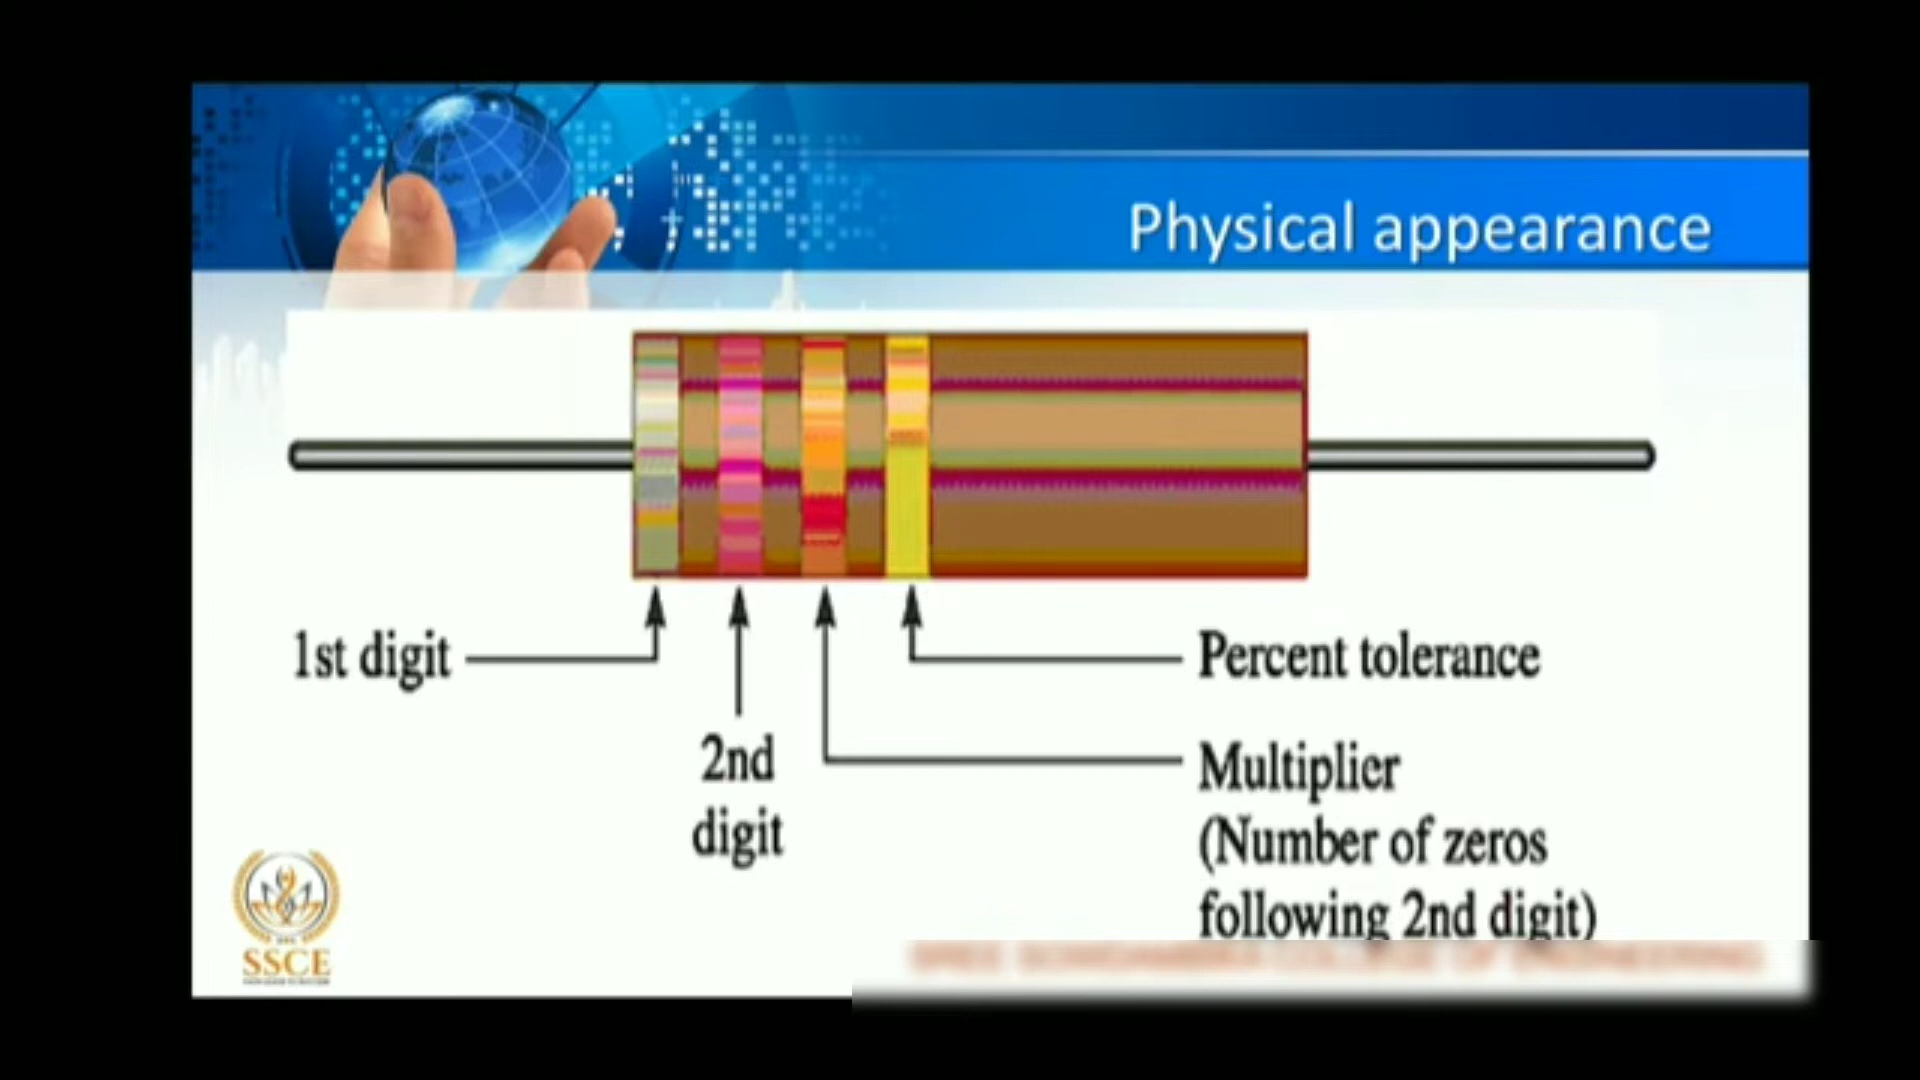 Physical appearance
1st digit
Percent tolerance
2nd
digit
Multiplier
(Number of zeros
following 2nd digit)
SSCE